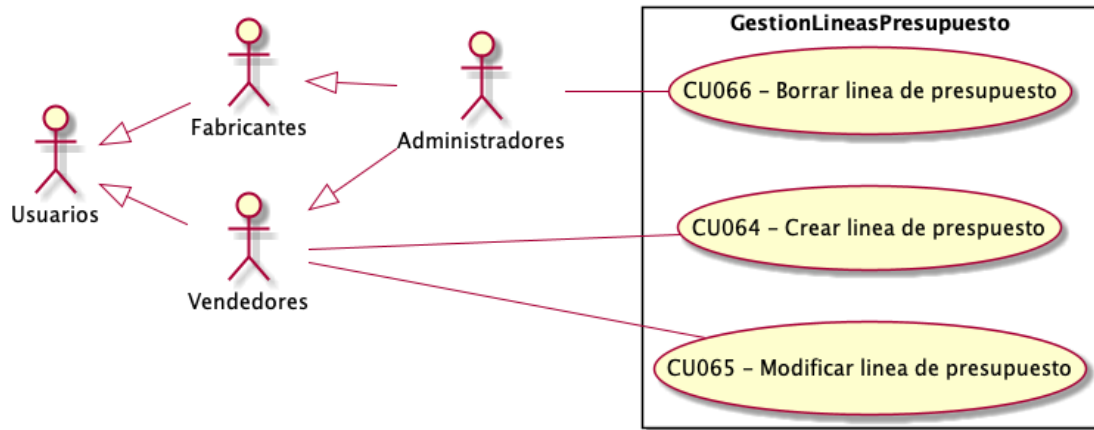 GestionLineasPresupuesto
CU066 – Borrar linea de presupuesto
Fabricantes
Administradores
Usuarios
CU064 – Crear linea de prespuesto
Vendedores
CU065 – Modificar linea de presupuesto